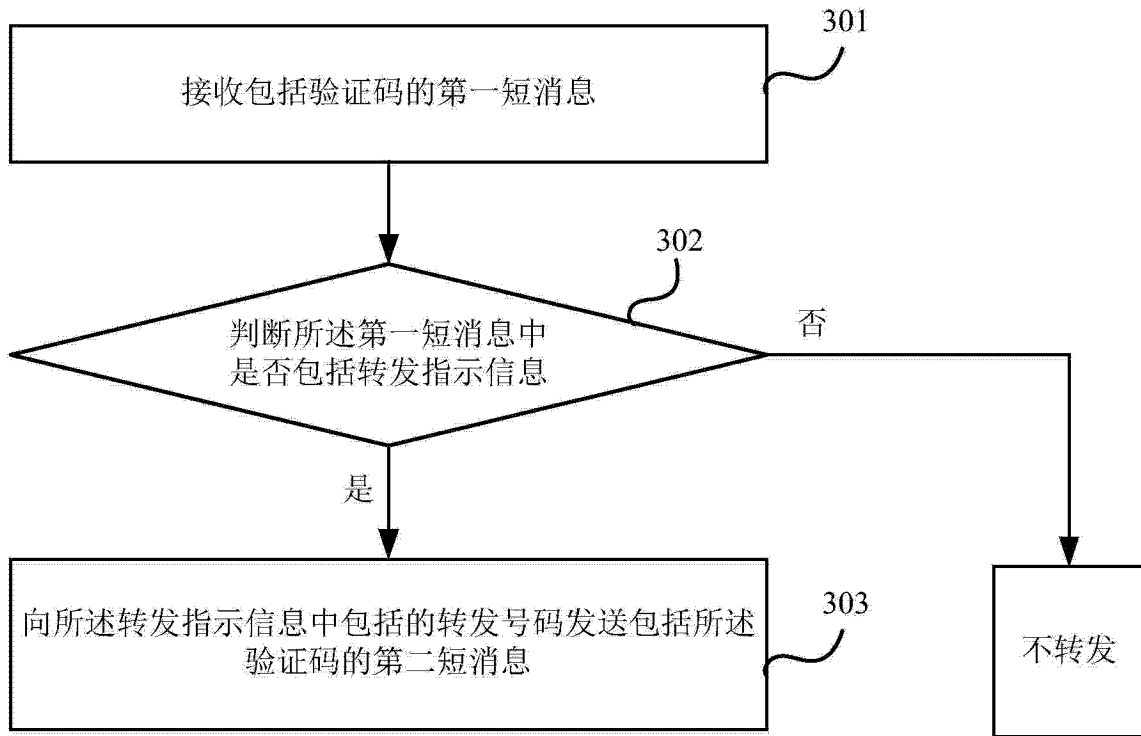 301
接收包括验证码的第一短消息
302
判断所述第一短消息中
是否包括转发指示信息
否
是
303
向所述转发指示信息中包括的转发号码发送包括所述
验证码的第二短消息
不转发